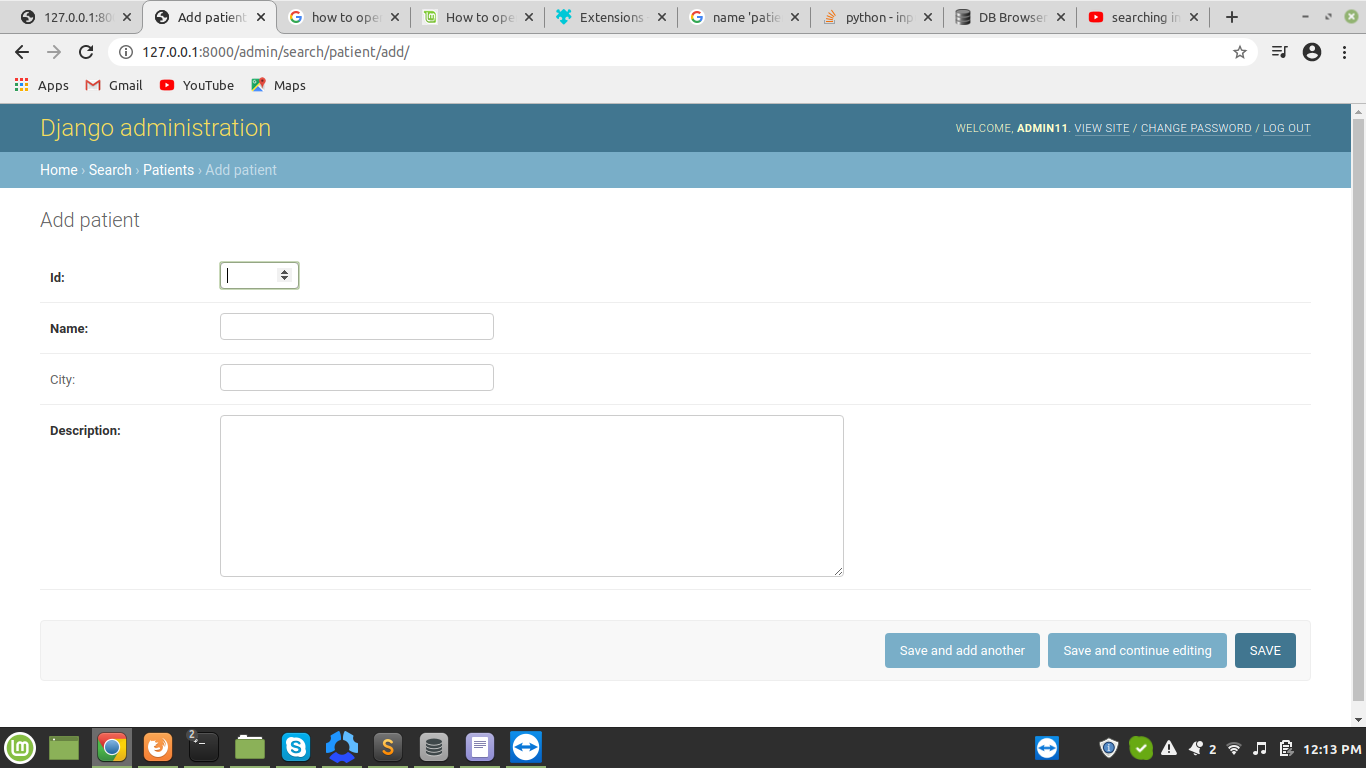 127.0.0.1:80 Add patient how to ope How to ope Extensions name 'patie python - inp DB Browser searching in
127.0.0.1:8000/admin/search/patient/add/
Apps Gmail YouTube Maps
Django administration
WELCOME, ADMIN11. VIEW SITE / CHANGE PASSWORD / LOG OUT
Home › Search › Patients › Add patient
Add patient
Id:
Name:
City:
Description:
Save and add another Save and continue editing SAVE
2 S 2 12:13 PM